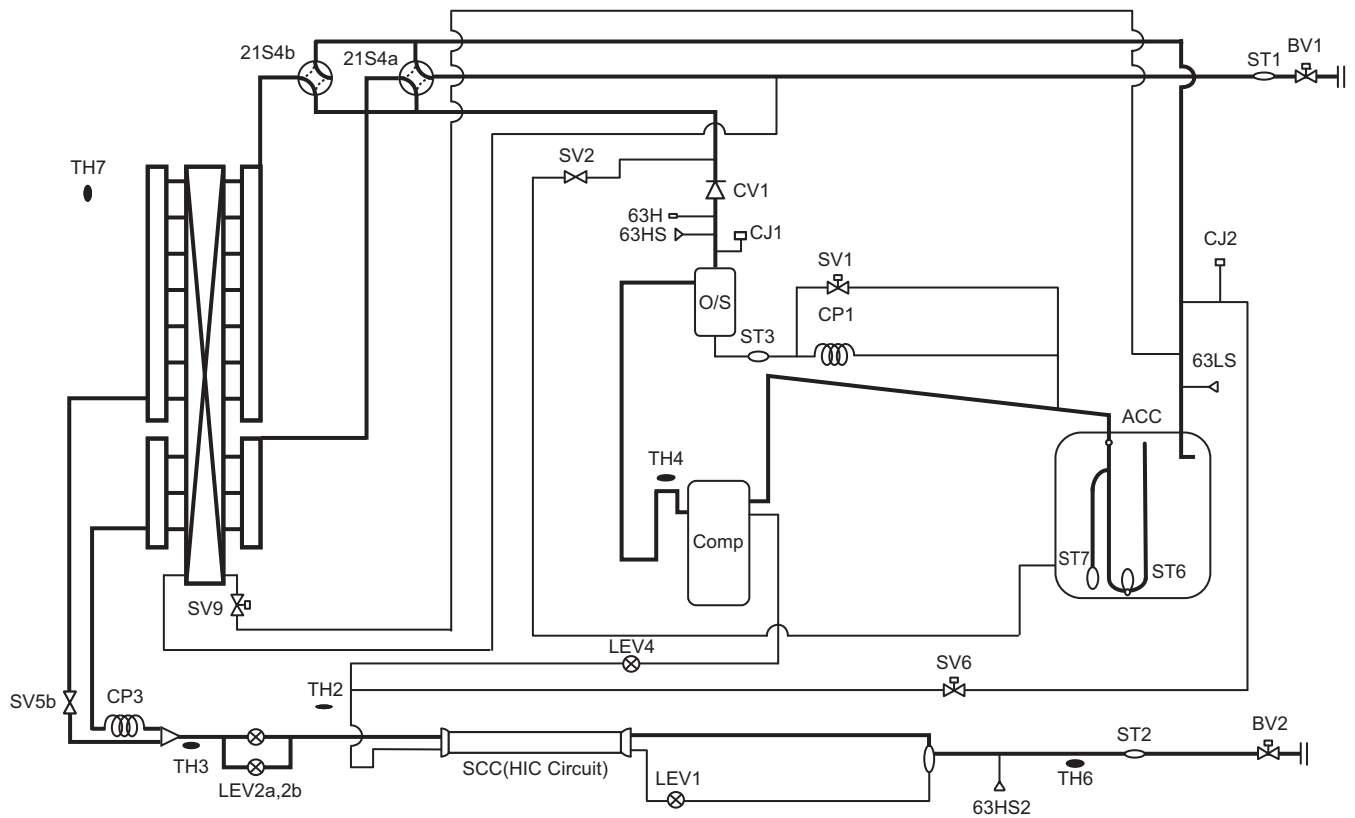 21S4b
21S4a
ST1
BV1
TH7
SV2
CV1
63H
63HS
CJ1
CJ2
SV1
O/S
CP1
ST3
63LS
ACC
TH4
Comp
ST7
ST6
SV9
LEV4
SV6
TH2
SV5b
CP3
TH3
LEV2a,2b
SCC(HIC Circuit)
LEV1
ST2
BV2
TH6
63HS2